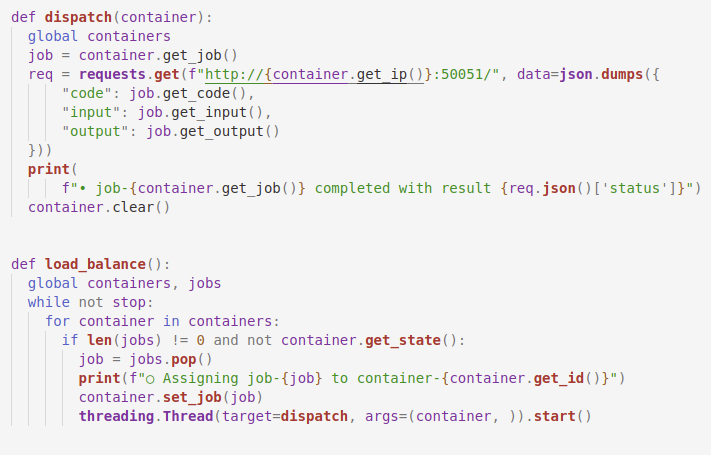 def dispatch(container):
  global containers
  job = container.get_job()
  req = requests.get(f"http://{container.get_ip()}:50051/", data=json.dumps({
      "code": job.get_code(),
      "input": job.get_input(),
      "output": job.get_output()
  }))
  print(
      f"• job-{container.get_job()} completed with result {req.json()['status']}")
  container.clear()


def load_balance():
  global containers, jobs
  while not stop:
    for container in containers:
      if len(jobs) != 0 and not container.get_state():
        job = jobs.pop()
        print(f"○ Assigning job-{job} to container-{container.get_id()}")
        container.set_job(job)
        threading.Thread(target=dispatch, args=(container, )).start()